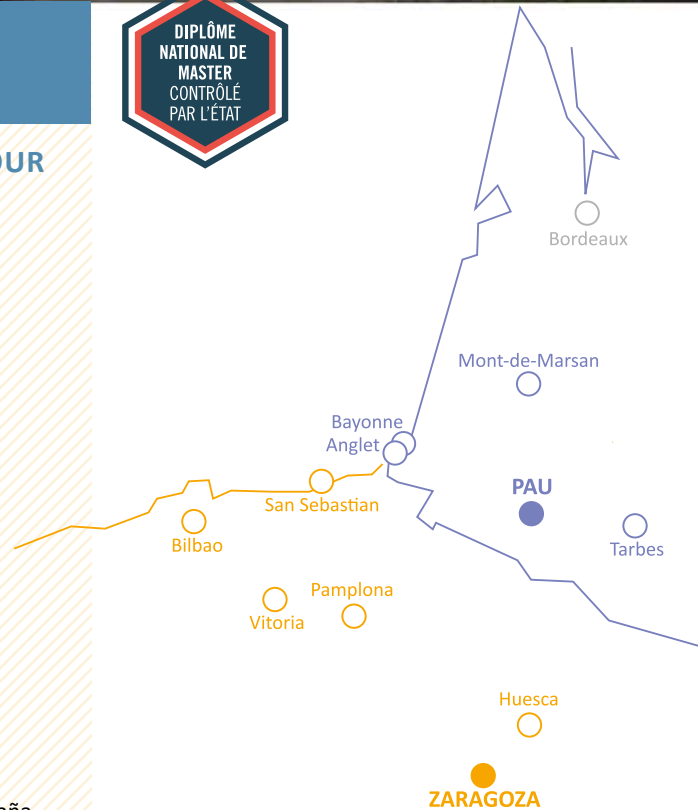 DIPLÔME
NATIONAL DE
MASTER
CONTRÔLÉ
PAR L'ÉTAT
Bordeaux
Mont-de-Marsan
Bayonne
Anglet
San Sebastian
PAU
Bilbao
Tarbes
Pamplona
Vitoria
Huesca
ZARAGOZA